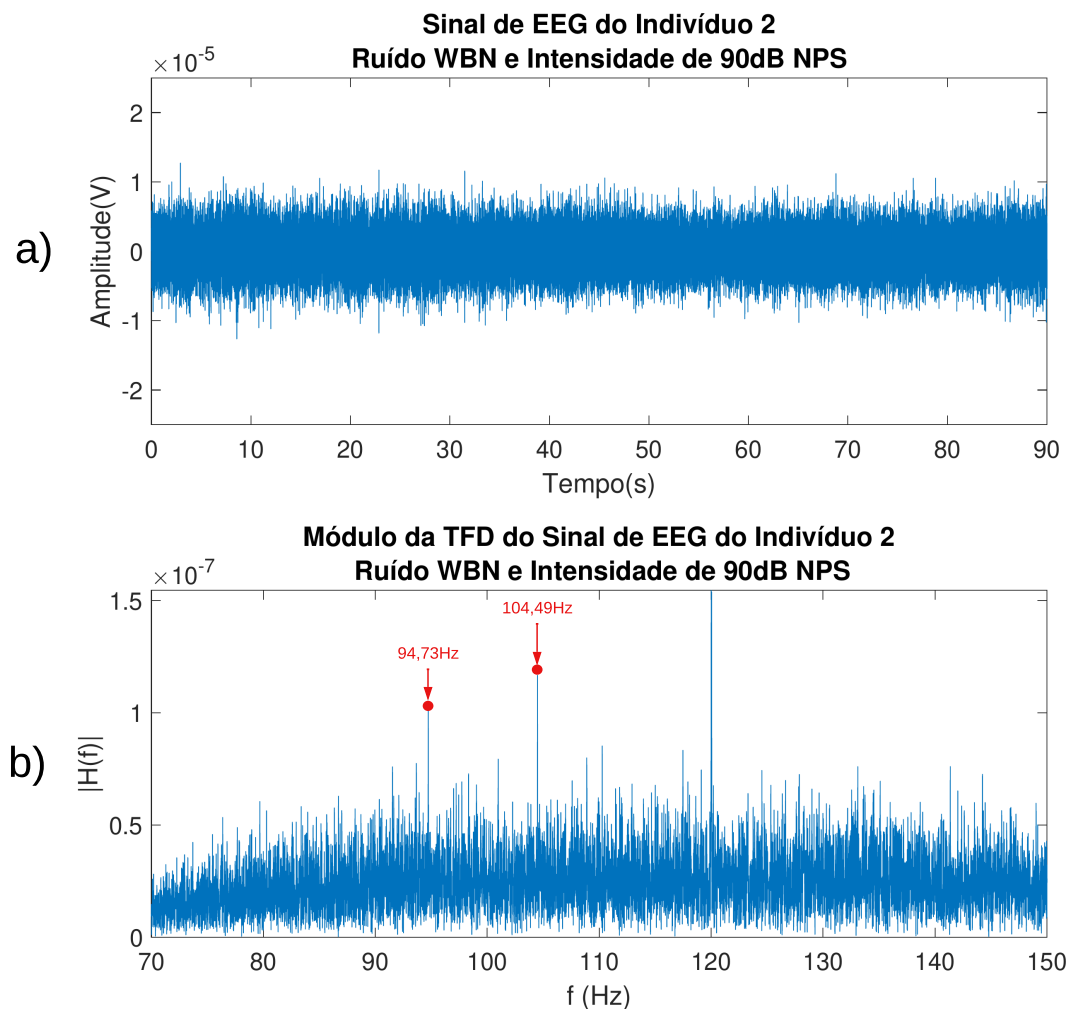 Sinal de EEG do Indivíduo 2
Ruído WBN e Intensidade de 90dB NPS
×10⁻⁵
2
1
0
-1
-2
Amplitude(V)
a)
0 10 20 30 40 50 60 70 80 90
Tempo(s)
Módulo da TFD do Sinal de EEG do Indivíduo 2
Ruído WBN e Intensidade de 90dB NPS
×10⁻⁷
1.5
104,49Hz
94,73Hz
1
|H(f)|
b)
0.5
0
70 80 90 100 110 120 130 140 150
f (Hz)